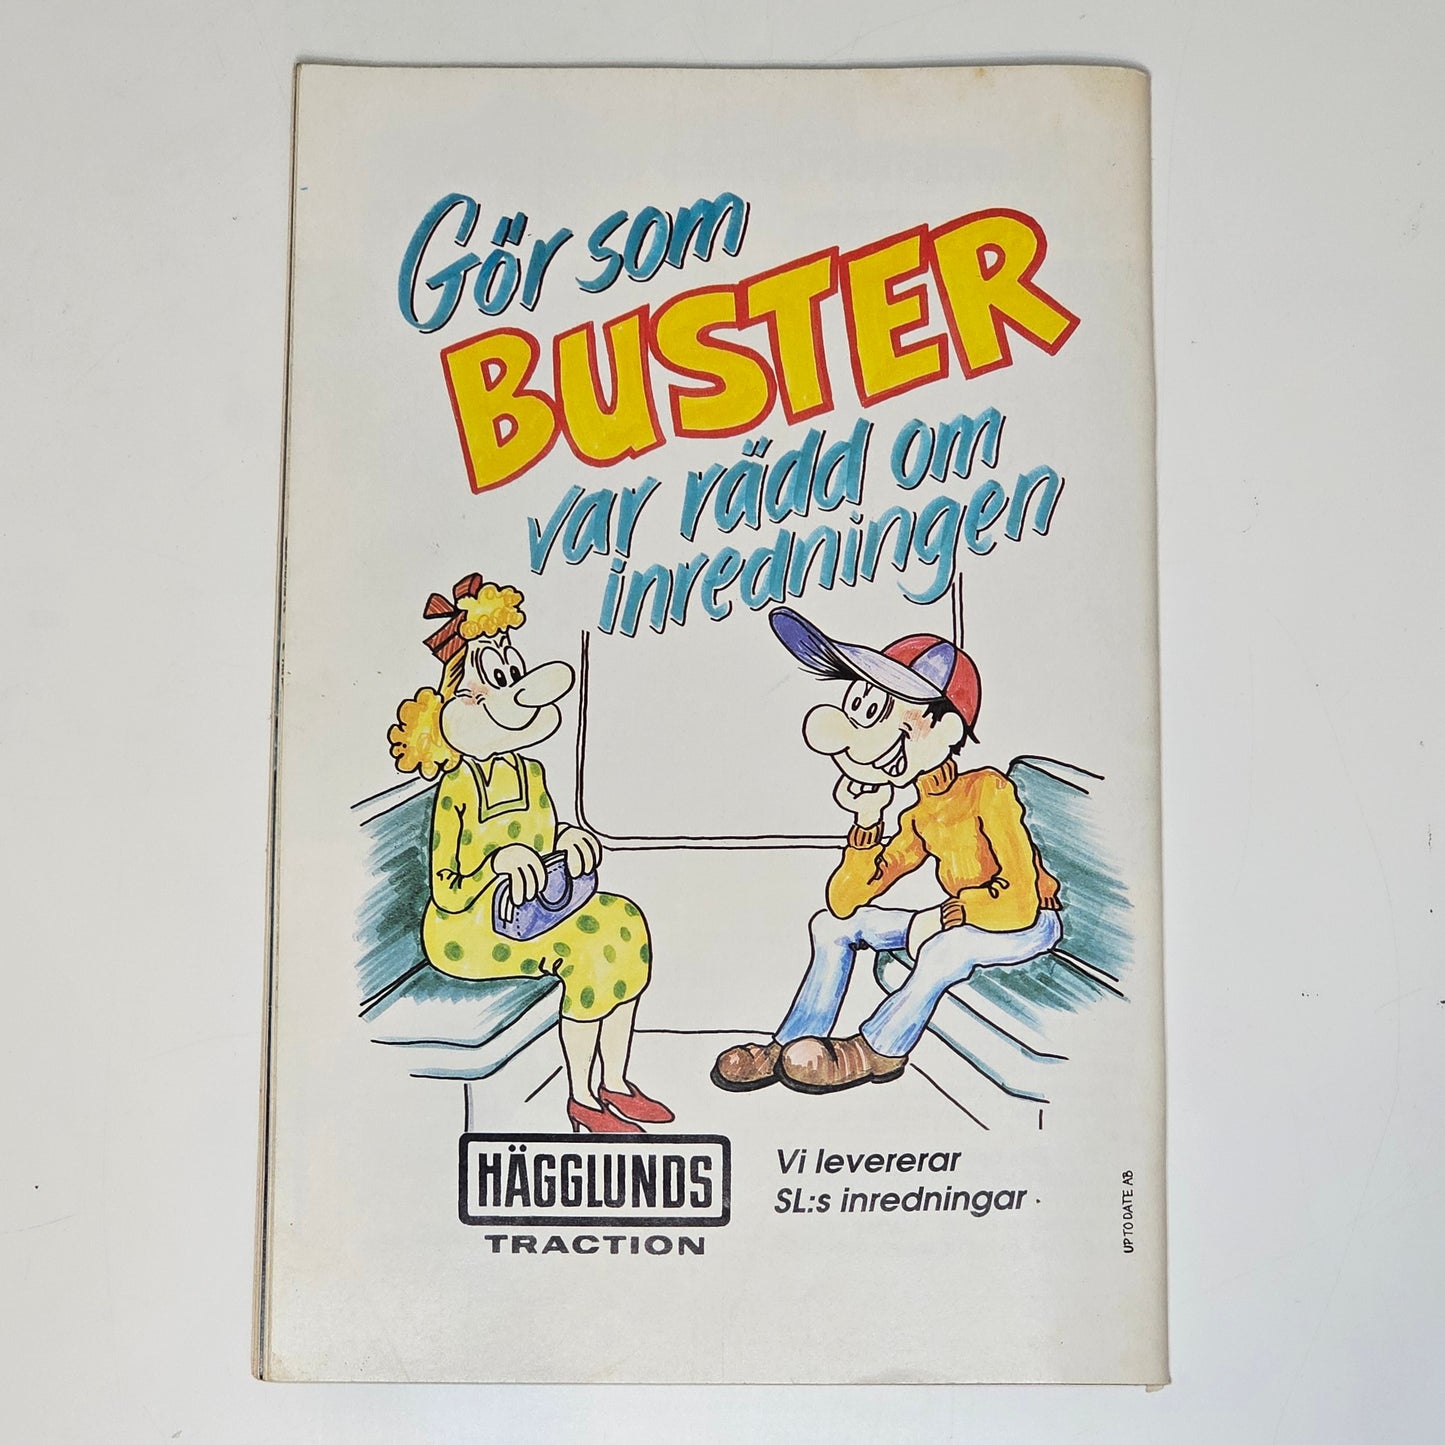 Gör som
BUSTER
var rädd om
inredningen
HÄGGLUNDS
TRACTION
Vi levererar
SL:s inredningar
UP TO DATE AB